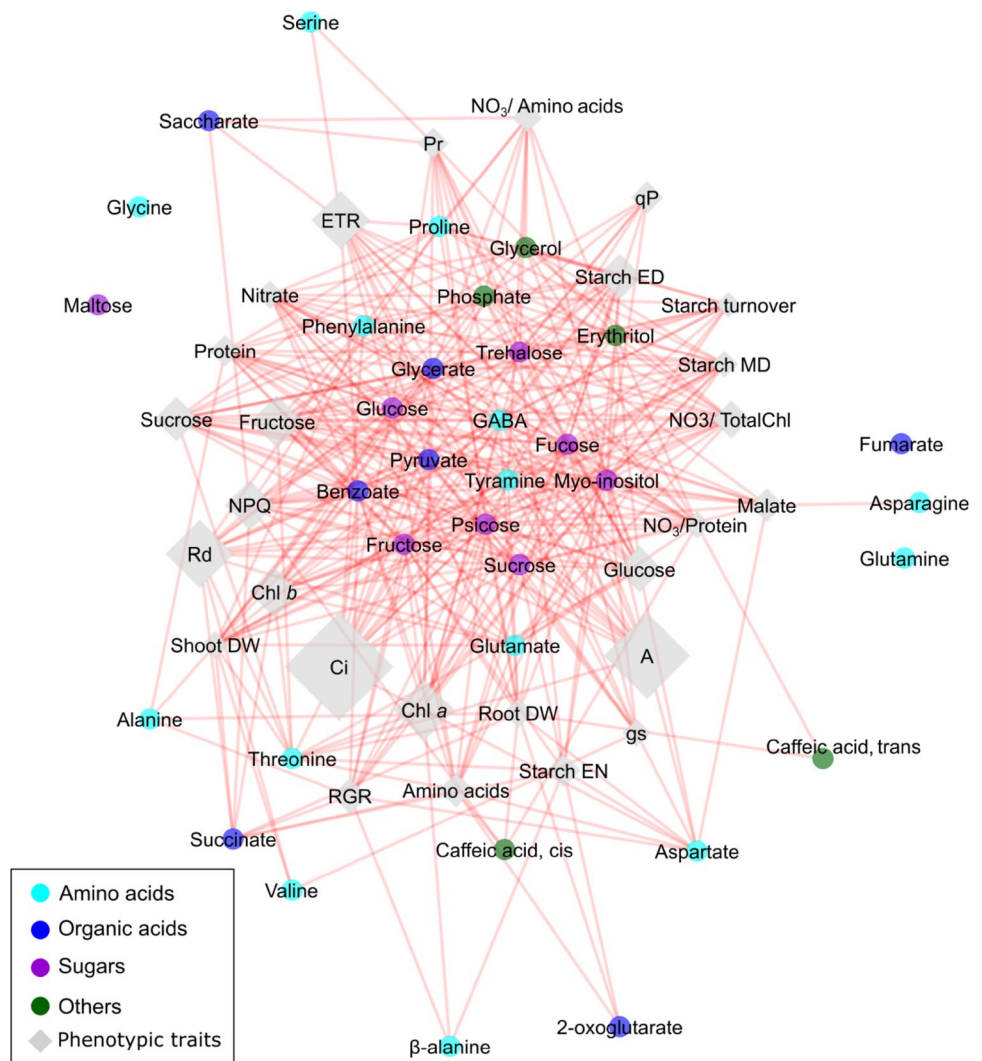 Serine
NO3/ Amino acids
Saccharate
Pr
qP
Glycine
ETR
Proline
Glycerol
Starch ED
Nitrate
Phosphate
Maltose
Starch turnover
Phenylalanine
Erythritol
Protein
Trehalose
Glycerate
Starch MD
Glucose
Sucrose
Fructose
GABA
NO3/ TotalChl
Fucose
Fumarate
Pyruvate
Benzoate
Tyramine
Myo-inositol
NPQ
Malate
Asparagine
Psicose
NO3/Protein
Rd
Fructose
Sucrose
Glucose
Glutamine
Chl b
Shoot DW
Glutamate
Ci
A
Chl a
Root DW
Alanine
gs
Caffeic acid, trans
Threonine
Starch EN
RGR
Amino acids
Succinate
Caffeic acid, cis
Aspartate
Valine
Amino acids
Organic acids
Sugars
Others
Phenotypic traits
2-oxoglutarate
β-alanine